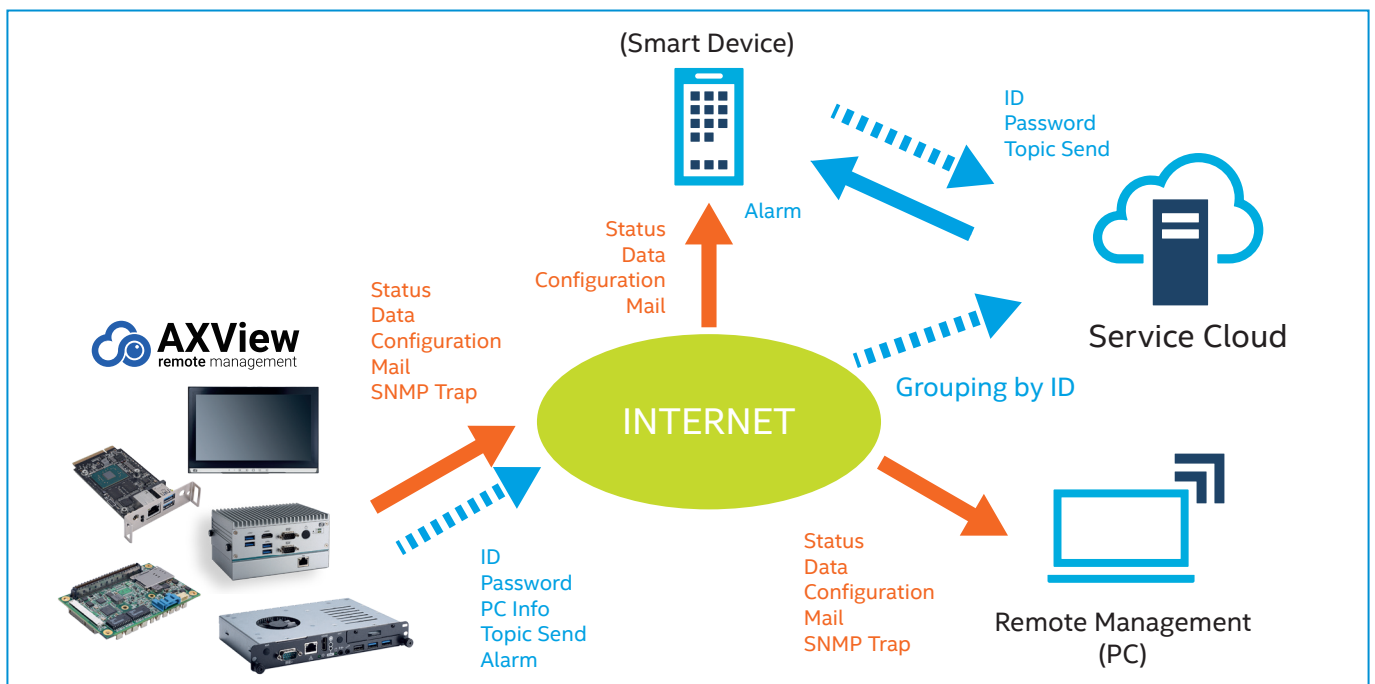 (Smart Device)
ID
Password
Topic Send
Alarm
Status
Data
Configuration
Mail
Service Cloud
AXView
remote management
Status
Data
Configuration
Mail
SNMP Trap
INTERNET
Grouping by ID
ID
Password
PC Info
Topic Send
Alarm
Status
Data
Configuration
Mail
SNMP Trap
Remote Management
(PC)